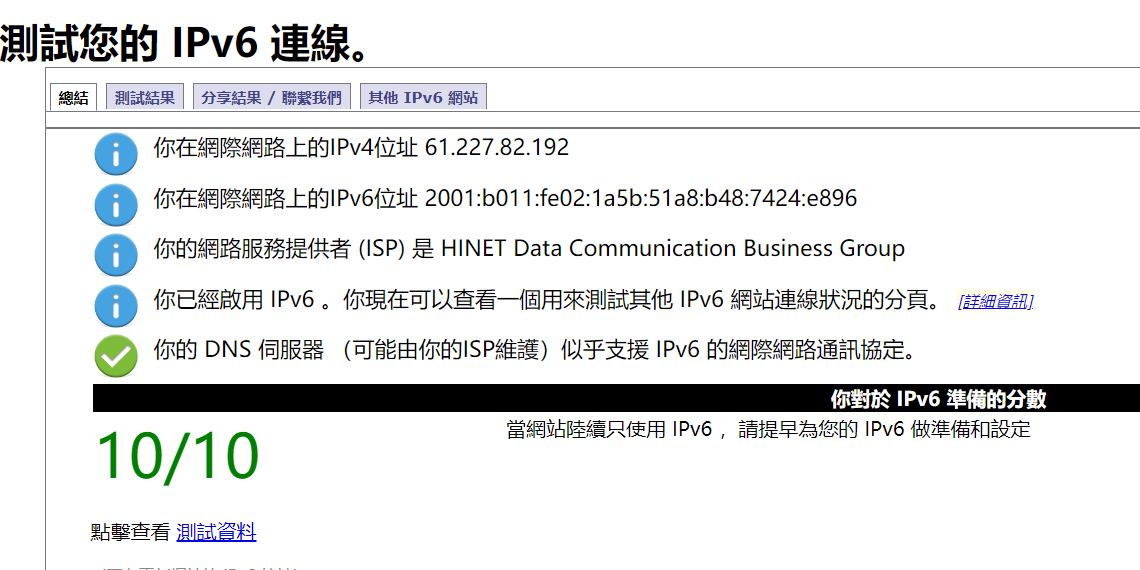 測試您的 IPv6 連線。
總結 測試結果 分享結果 / 聯繫我們 其他 IPv6 網站
你在網際網路上的IPv4位址 61.227.82.192
你在網際網路上的IPv6位址 2001:b011:fe02:1a5b:51a8:b48:7424:e896
你的網路服務提供者 (ISP) 是 HINET Data Communication Business Group
你已經啟用 IPv6 。你現在可以查看一個用來測試其他 IPv6 網站連線狀況的分頁。 [詳細資訊]
你的 DNS 伺服器 （可能由你的ISP維護）似乎支援 IPv6 的網際網路通訊協定。
你對於 IPv6 準備的分數
10/10
當網站陸續只使用 IPv6 ，請提早為您的 IPv6 做準備和設定
點擊查看 測試資料